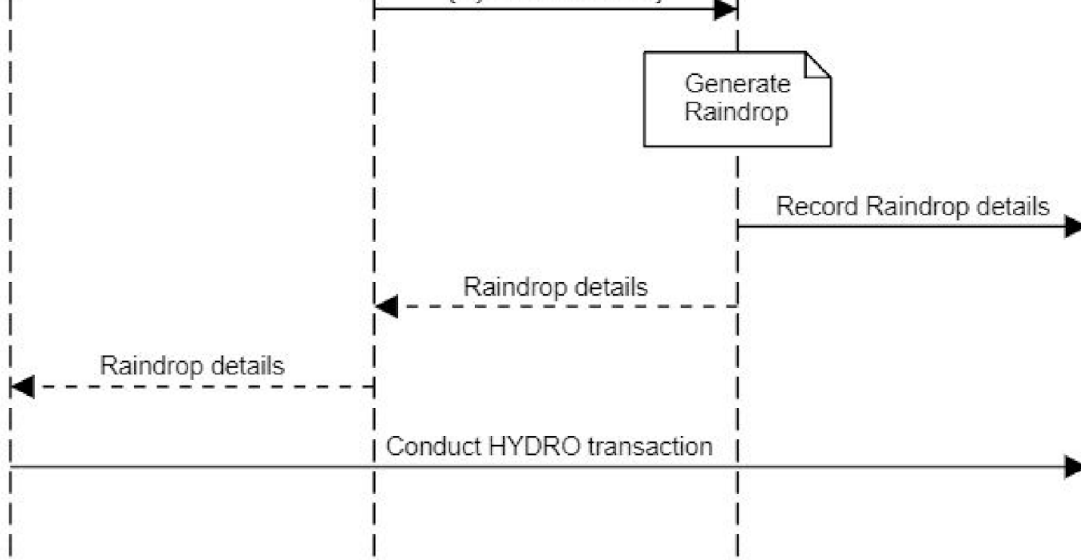 Generate
Raindrop
Record Raindrop details
Raindrop details
Raindrop details
Conduct HYDRO transaction